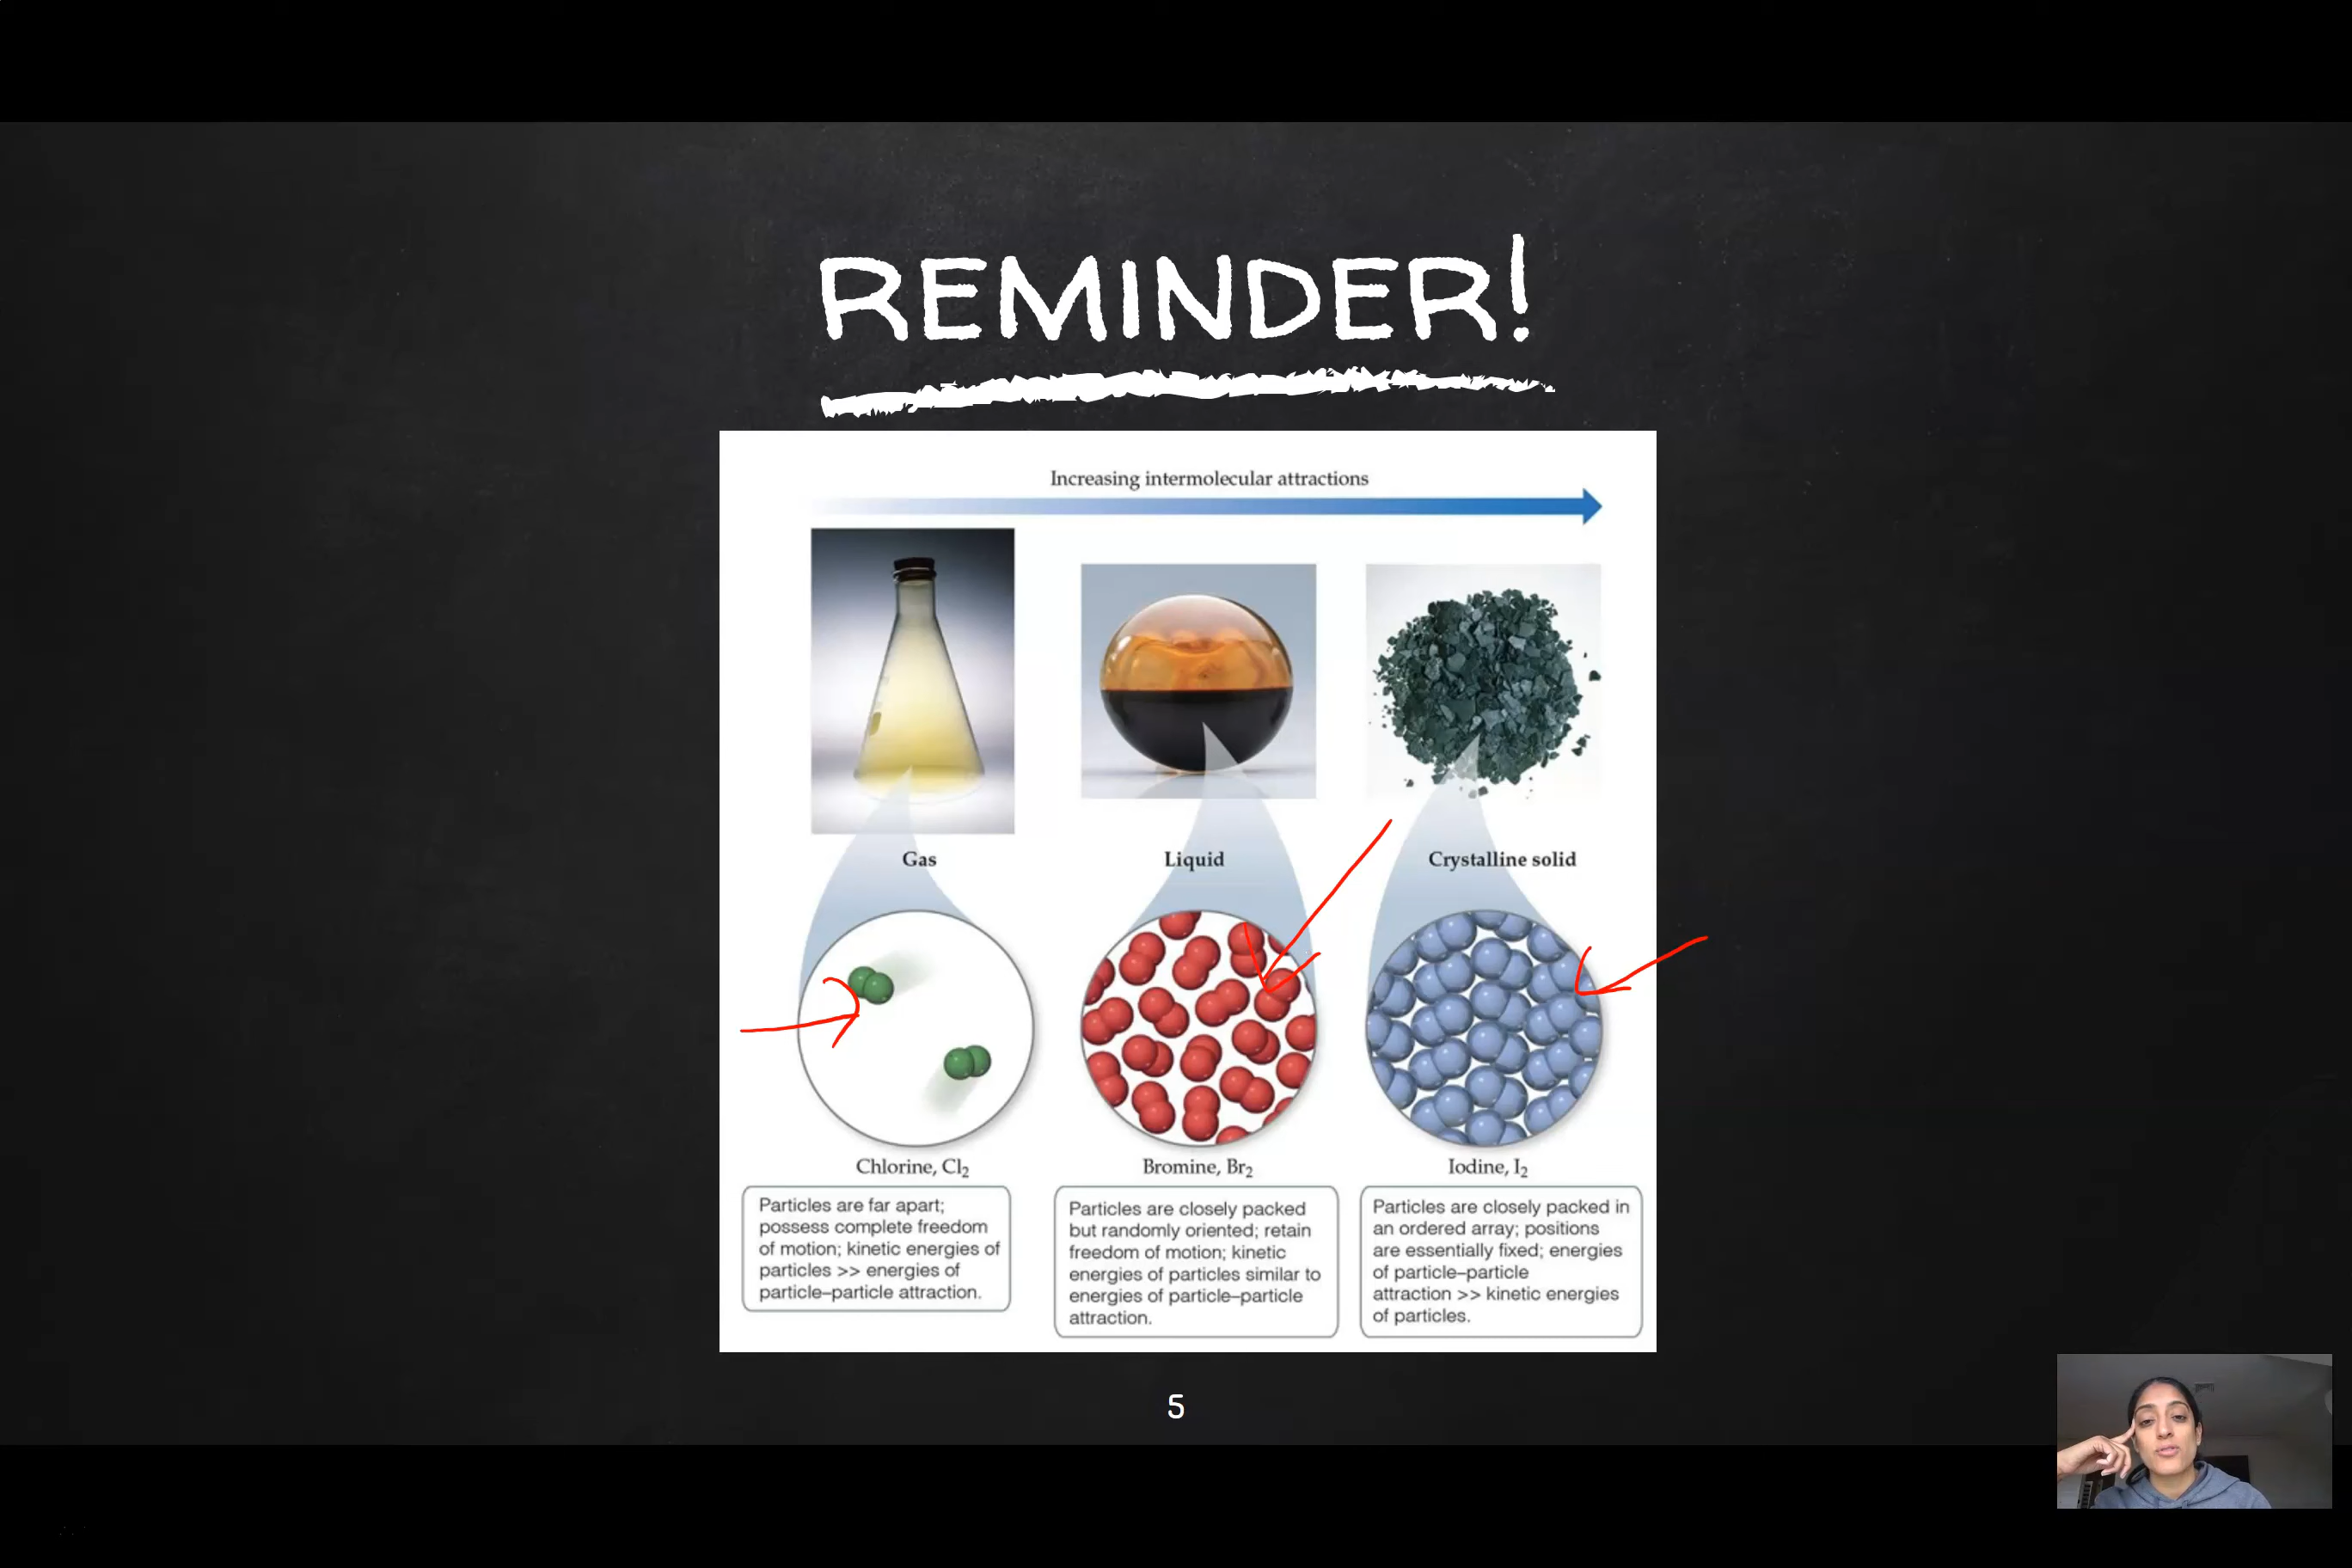 REMINDER!
Increasing intermolecular attractions
Gas
Liquid
Crystalline solid
Chlorine, Cl₂
Bromine, Br₂
Iodine, I₂
Particles are far apart;
possess complete freedom
of motion; kinetic energies of
particles >> energies of
particle–particle attraction.
Particles are closely packed
but randomly oriented; retain
freedom of motion; kinetic
energies of particles similar to
energies of particle–particle
attraction.
Particles are closely packed in
an ordered array; positions
are essentially fixed; energies
of particle–particle
attraction >> kinetic energies
of particles.
5